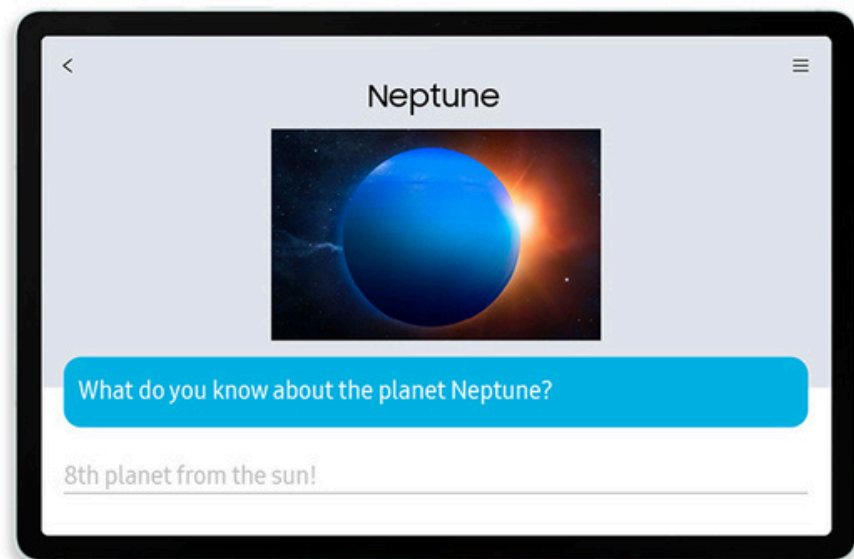 Neptune
What do you know about the planet Neptune?
8th planet from the sun!